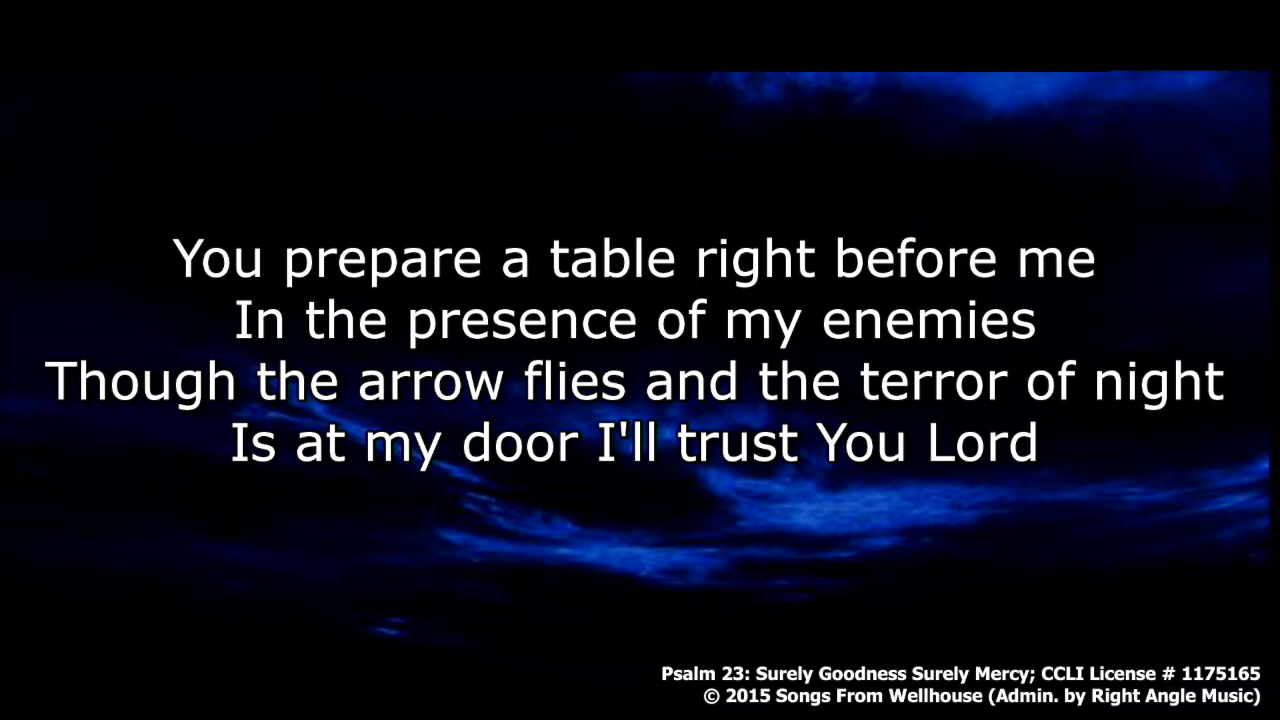 You prepare a table right before me
In the presence of my enemies
Though the arrow flies and the terror of night
Is at my door I'll trust You Lord
Psalm 23: Surely Goodness Surely Mercy; CCLI License # 1175165
© 2015 Songs From Wellhouse (Admin. by Right Angle Music)